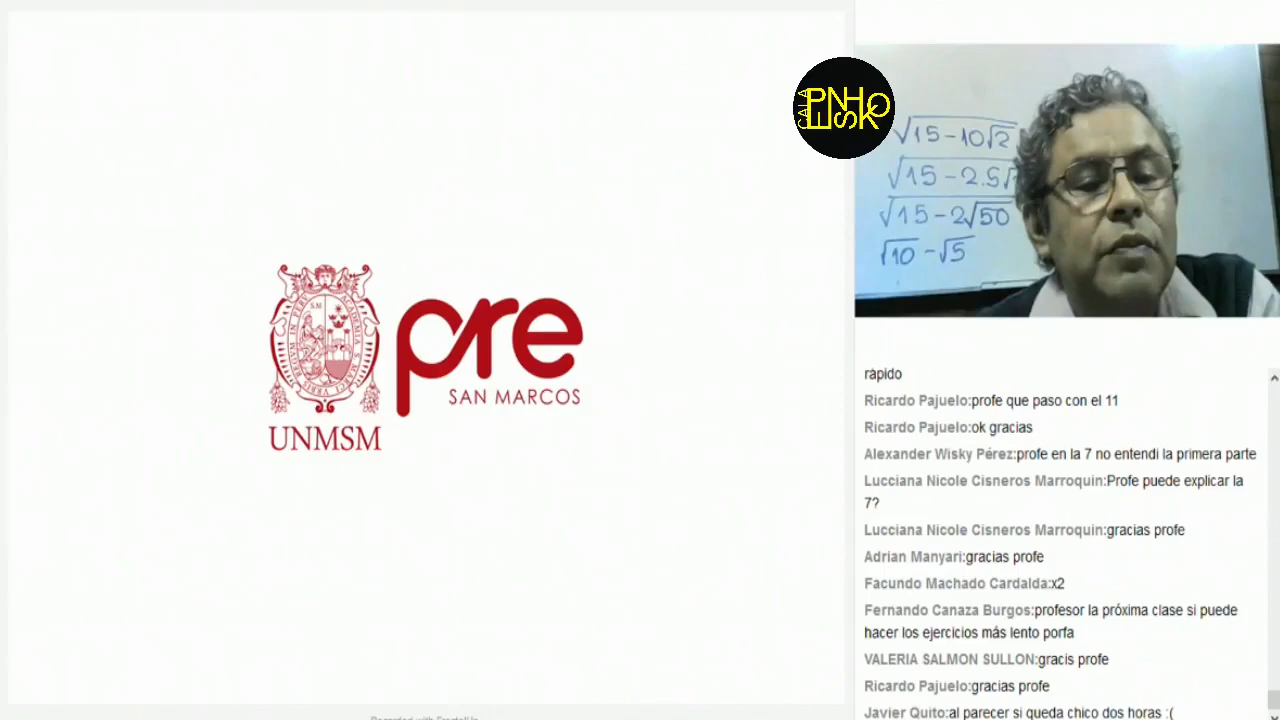 CALA
PENHO
ESK
√15-10√2
√15-2.5√
√15-2√50
√10-√5
S.M
pre
SAN MARCOS
UNMSM
rápido
Ricardo Pajuelo:profe que paso con el 11
Ricardo Pajuelo:ok gracias
Alexander Wisky Pérez:profe en la 7 no entendi la primera parte
Lucciana Nicole Cisneros Marroquin:Profe puede explicar la
7?
Lucciana Nicole Cisneros Marroquin:gracias profe
Adrian Manyari:gracias profe
Facundo Machado Cardalda:x2
Fernando Canaza Burgos:profesor la próxima clase si puede
hacer los ejercicios más lento porfa
VALERIA SALMON SULLON:gracis profe
Ricardo Pajuelo:gracias profe
Javier Quito:al parecer si queda chico dos horas :(